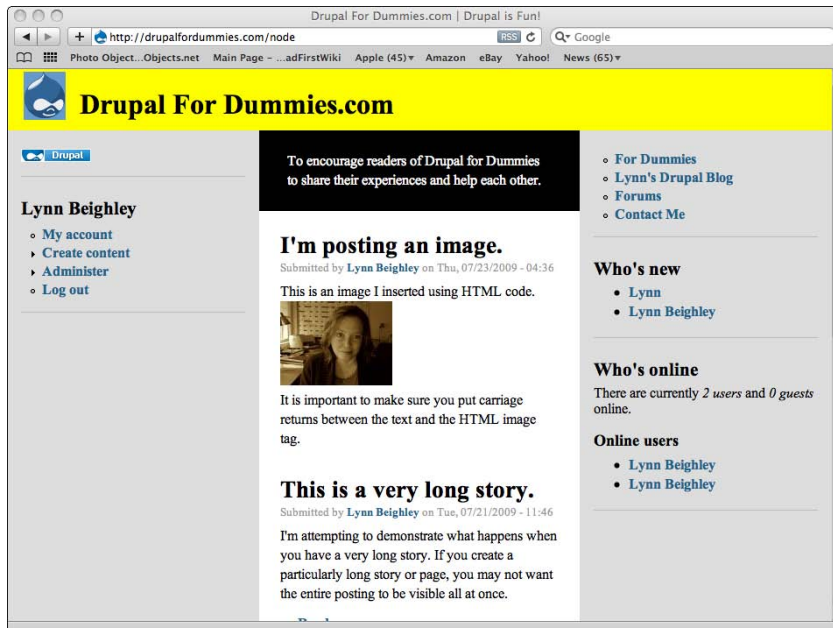 Drupal For Dummies.com | Drupal is Fun!
http://drupalfordummies.com/node
RSS
Google
Photo Object...Objects.net Main Page - ...adFirstWiki Apple (45) Amazon eBay Yahoo! News (65)
Drupal For Dummies.com
Drupal
Lynn Beighley
My account
Create content
Administer
Log out
To encourage readers of Drupal for Dummies
to share their experiences and help each other.
I'm posting an image.
Submitted by Lynn Beighley on Thu, 07/23/2009 - 04:36
This is an image I inserted using HTML code.
It is important to make sure you put carriage
returns between the text and the HTML image
tag.
This is a very long story.
Submitted by Lynn Beighley on Tue, 07/21/2009 - 11:46
I'm attempting to demonstrate what happens when
you have a very long story. If you create a
particularly long story or page, you may not want
the entire posting to be visible all at once.
For Dummies
Lynn's Drupal Blog
Forums
Contact Me
Who's new
Lynn
Lynn Beighley
Who's online
There are currently 2 users and 0 guests
online.
Online users
Lynn Beighley
Lynn Beighley